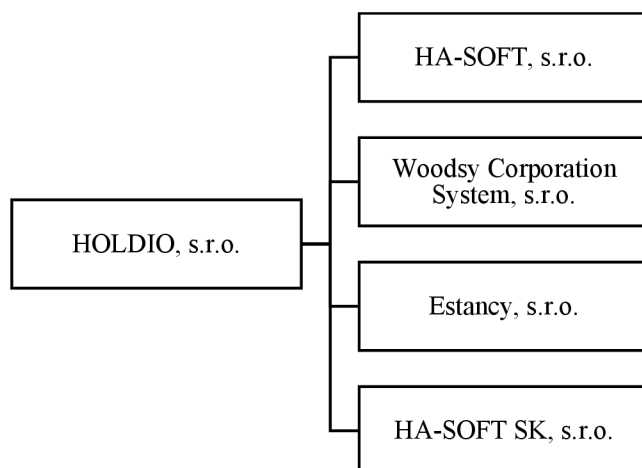 HA-SOFT, s.r.o.
Woodsy Corporation
System, s.r.o.
HOLDIO, s.r.o.
Estancy, s.r.o.
HA-SOFT SK, s.r.o.